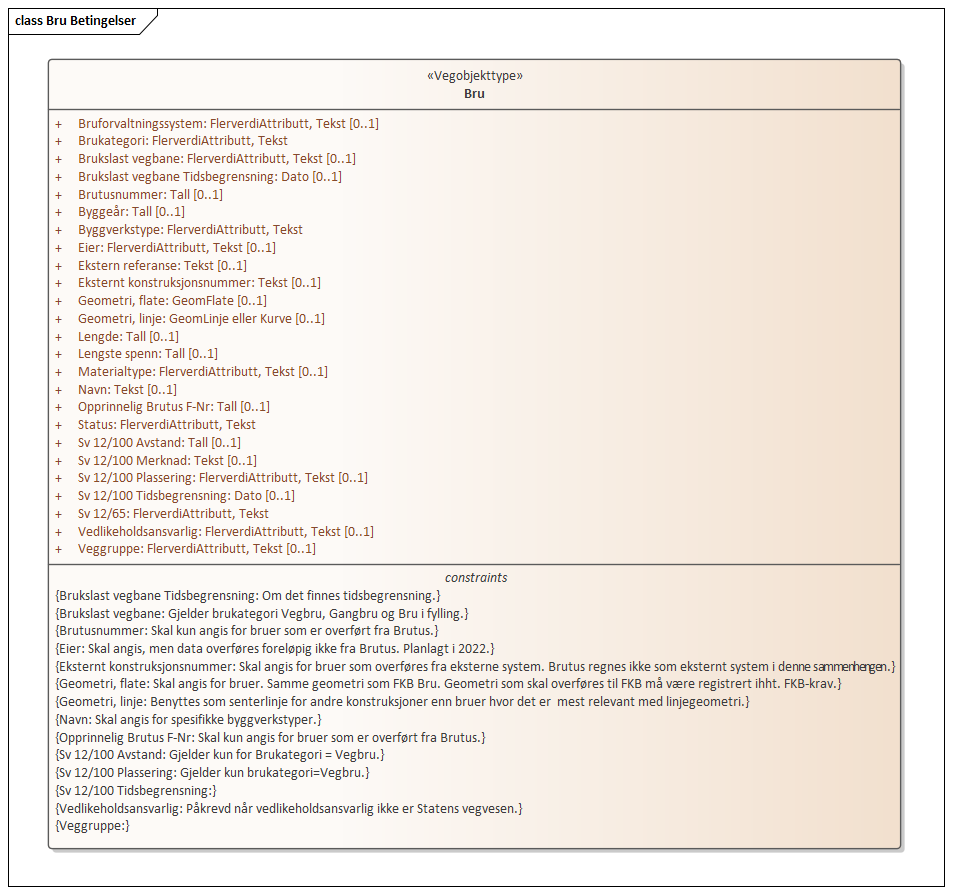 class Bru Betingelser
«Vegobjekttype»
Bru
+ Bruforvaltningssystem: FlerverdiAttributt, Tekst [0..1]
+ Brukategori: FlerverdiAttributt, Tekst
+ Brukslast vegbane: FlerverdiAttributt, Tekst [0..1]
+ Brukslast vegbane Tidsbegrensning: Dato [0..1]
+ Brutusnummer: Tall [0..1]
+ Byggeår: Tall [0..1]
+ Byggverkstype: FlerverdiAttributt, Tekst
+ Eier: FlerverdiAttributt, Tekst [0..1]
+ Ekstern referanse: Tekst [0..1]
+ Eksternt konstruksjonsnummer: Tekst [0..1]
+ Geometri, flate: GeomFlate [0..1]
+ Geometri, linje: GeomLinje eller Kurve [0..1]
+ Lengde: Tall [0..1]
+ Lengste spenn: Tall [0..1]
+ Materialtype: FlerverdiAttributt, Tekst [0..1]
+ Navn: Tekst [0..1]
+ Opprinnelig Brutus F-Nr: Tall [0..1]
+ Status: FlerverdiAttributt, Tekst
+ Sv 12/100 Avstand: Tall [0..1]
+ Sv 12/100 Merknad: Tekst [0..1]
+ Sv 12/100 Plassering: FlerverdiAttributt, Tekst [0..1]
+ Sv 12/100 Tidsbegrensning: Dato [0..1]
+ Sv 12/65: FlerverdiAttributt, Tekst
+ Vedlikeholdsansvarlig: FlerverdiAttributt, Tekst [0..1]
+ Veggruppe: FlerverdiAttributt, Tekst [0..1]
constraints
{Brukslast vegbane Tidsbegrensning: Om det finnes tidsbegrensning.}
{Brukslast vegbane: Gjelder brukategori Vegbru, Gangbru og Bru i fylling.}
{Brutusnummer: Skal kun angis for bruer som er overført fra Brutus.}
{Eier: Skal angis, men data overføres foreløpig ikke fra Brutus. Planlagt i 2022.}
{Eksternt konstruksjonsnummer: Skal angis for bruer som overføres fra eksterne system. Brutus regnes ikke som eksternt system i denne sammenhengen.}
{Geometri, flate: Skal angis for bruer. Samme geometri som FKB Bru. Geometri som skal overføres til FKB må være registrert ihht. FKB-krav.}
{Geometri, linje: Benyttes som senterlinje for andre konstruksjoner enn bruer hvor det er mest relevant med linjegeometri.}
{Navn: Skal angis for spesifikke byggverkstyper.}
{Opprinnelig Brutus F-Nr: Skal kun angis for bruer som er overført fra Brutus.}
{Sv 12/100 Avstand: Gjelder kun for Brukategori = Vegbru.}
{Sv 12/100 Plassering: Gjelder kun brukategori=Vegbru.}
{Sv 12/100 Tidsbegrensning:}
{Vedlikeholdsansvarlig: Påkrevd når vedlikeholdsansvarlig ikke er Statens vegvesen.}
{Veggruppe:}